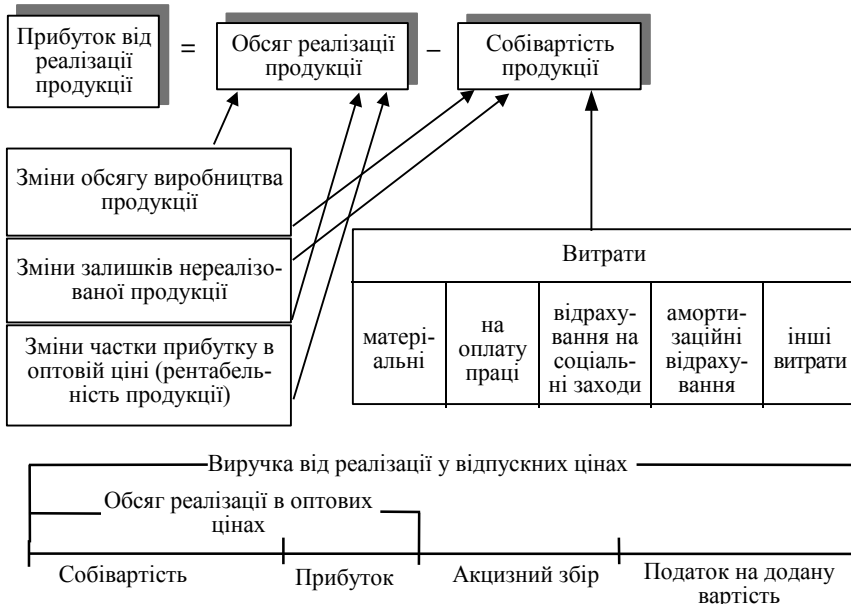 Прибуток від
реалізації
продукції
=
Обсяг реалізації
продукції
–
Собівартість
продукції
Зміни обсягу виробництва
продукції
Зміни залишків нереалізо-
ованої продукції
Зміни частки прибутку в
оптовій ціні (рентабель-
ність продукції)
Витрати
матері-
альні
на
оплату
праці
відраху-
вання на
соціаль-
ні заходи
аморти-
заційні
відраху-
вання
інші
витрати
Виручка від реалізації у відпускних цінах
Обсяг реалізації в оптових
цінах
Собівартість
Прибуток
Акцизний збір
Податок на додану
вартість